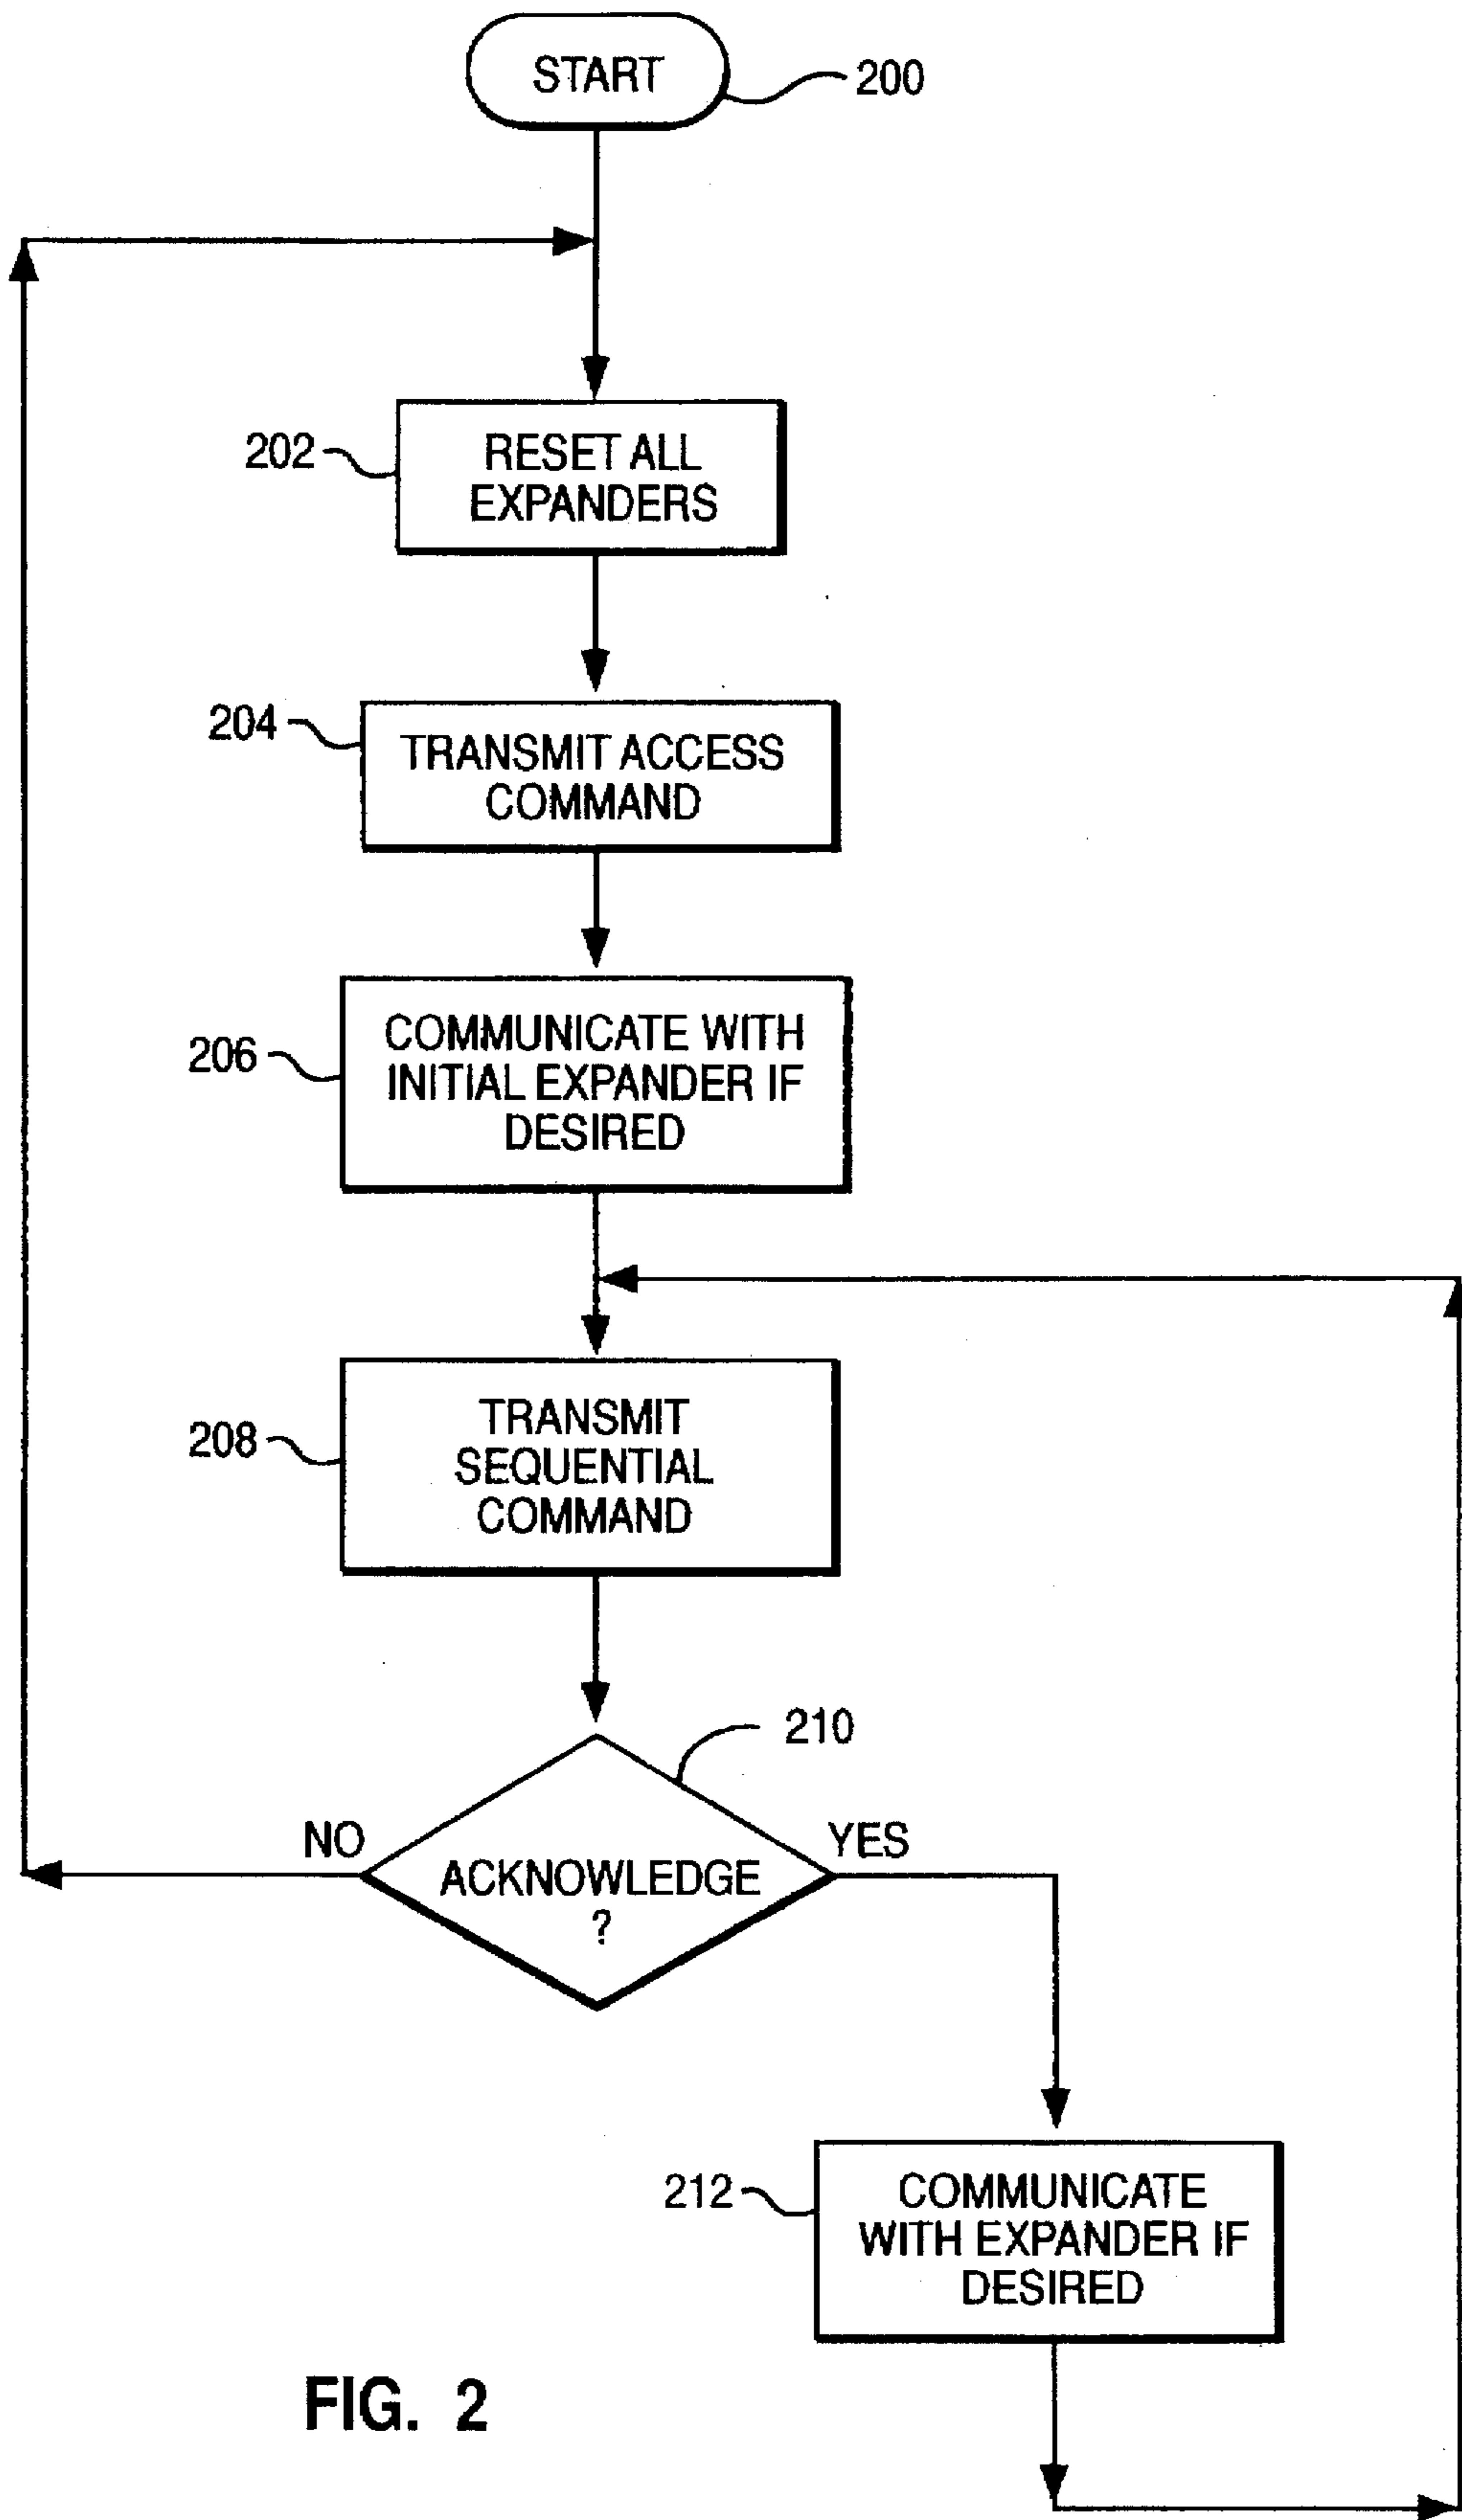 START
200
202
RESET ALL
EXPANDERS
204
TRANSMIT ACCESS
COMMAND
206
COMMUNICATE WITH
INITIAL EXPANDER IF
DESIRED
208
TRANSMIT
SEQUENTIAL
COMMAND
210
NO
YES
ACKNOWLEDGE
?
212
COMMUNICATE
WITH EXPANDER IF
DESIRED
FIG. 2